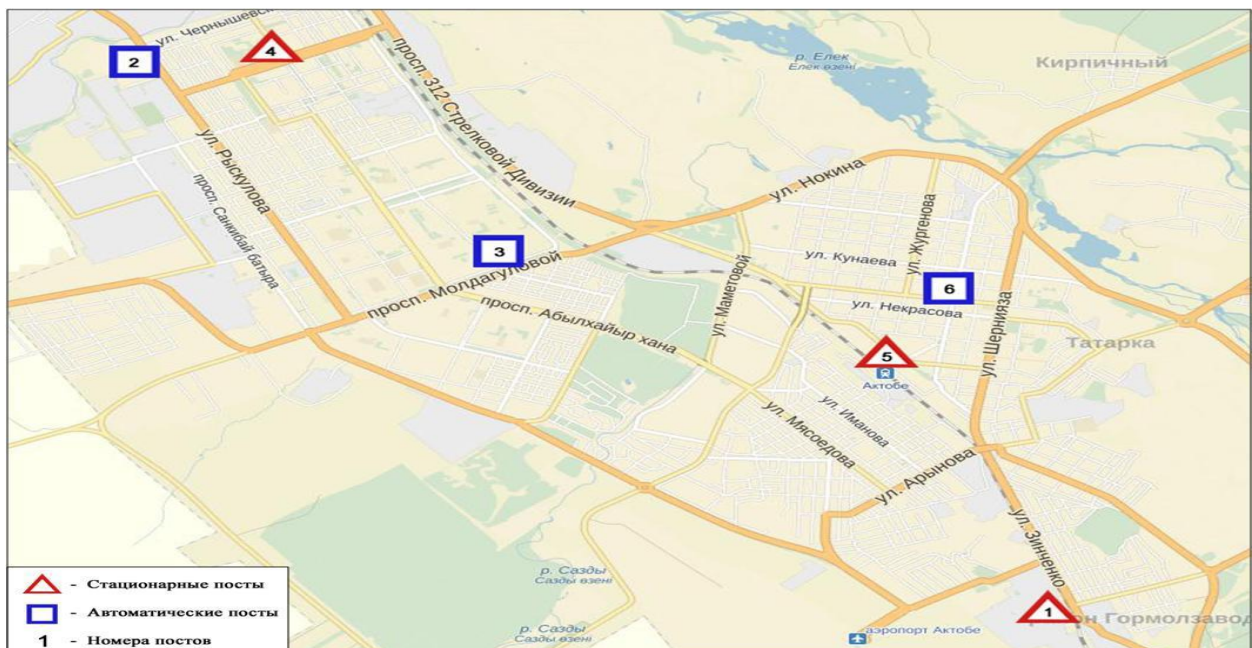 ул. Чернышевск
2
4
просп. 312 Стрелковой Дивизии
р. Елек
Елек өзені
Кирпичный
ул. Рыскулова
просп. Санкибай батыра
ул. Нокина
3
просп. Молдагуловой
ул. Маметовой
ул. Кунаева
ул. Жургенова
6
ул. Некрасова
ул. Шернияза
Татарка
просп. Абылхайыр хана
5
Актобе
ул. Иманова
ул. Мясоедова
ул. Арынова
ул. Зинченко
р. Сазды
Сазды өзені
р. Сазды
Сазды өзені
1
он Гормолзавод
аэропорт Актобе
- Стационарные посты
- Автоматические посты
1 - Номера постов